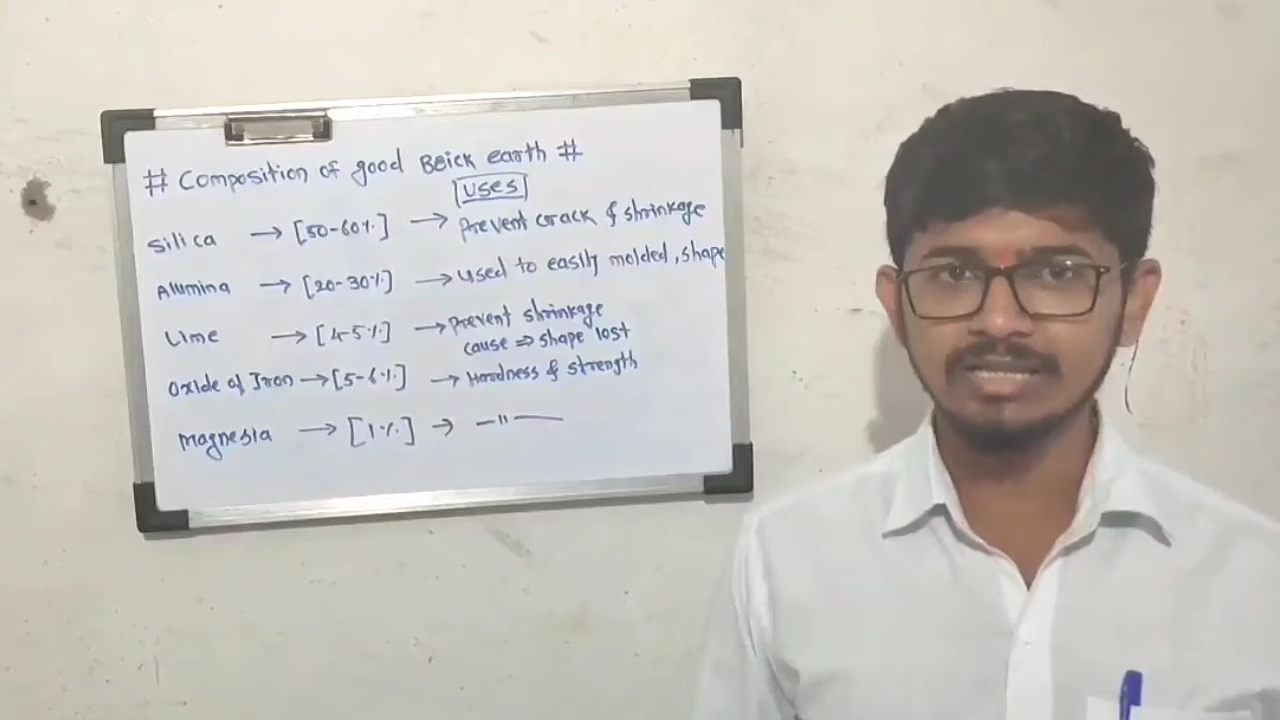 # Composition of good Brick earth #
Uses
Silica → [50-60%] → Prevent crack & shrinkage
Alumina → [20-30%] → used to easily molded, shape
Lime → [4-5%] → Prevent shrinkage
cause ⇒ shape lost
Oxide of Iron → [5-6%] → Hardness & strength
Magnesia → [1%] → —〃—